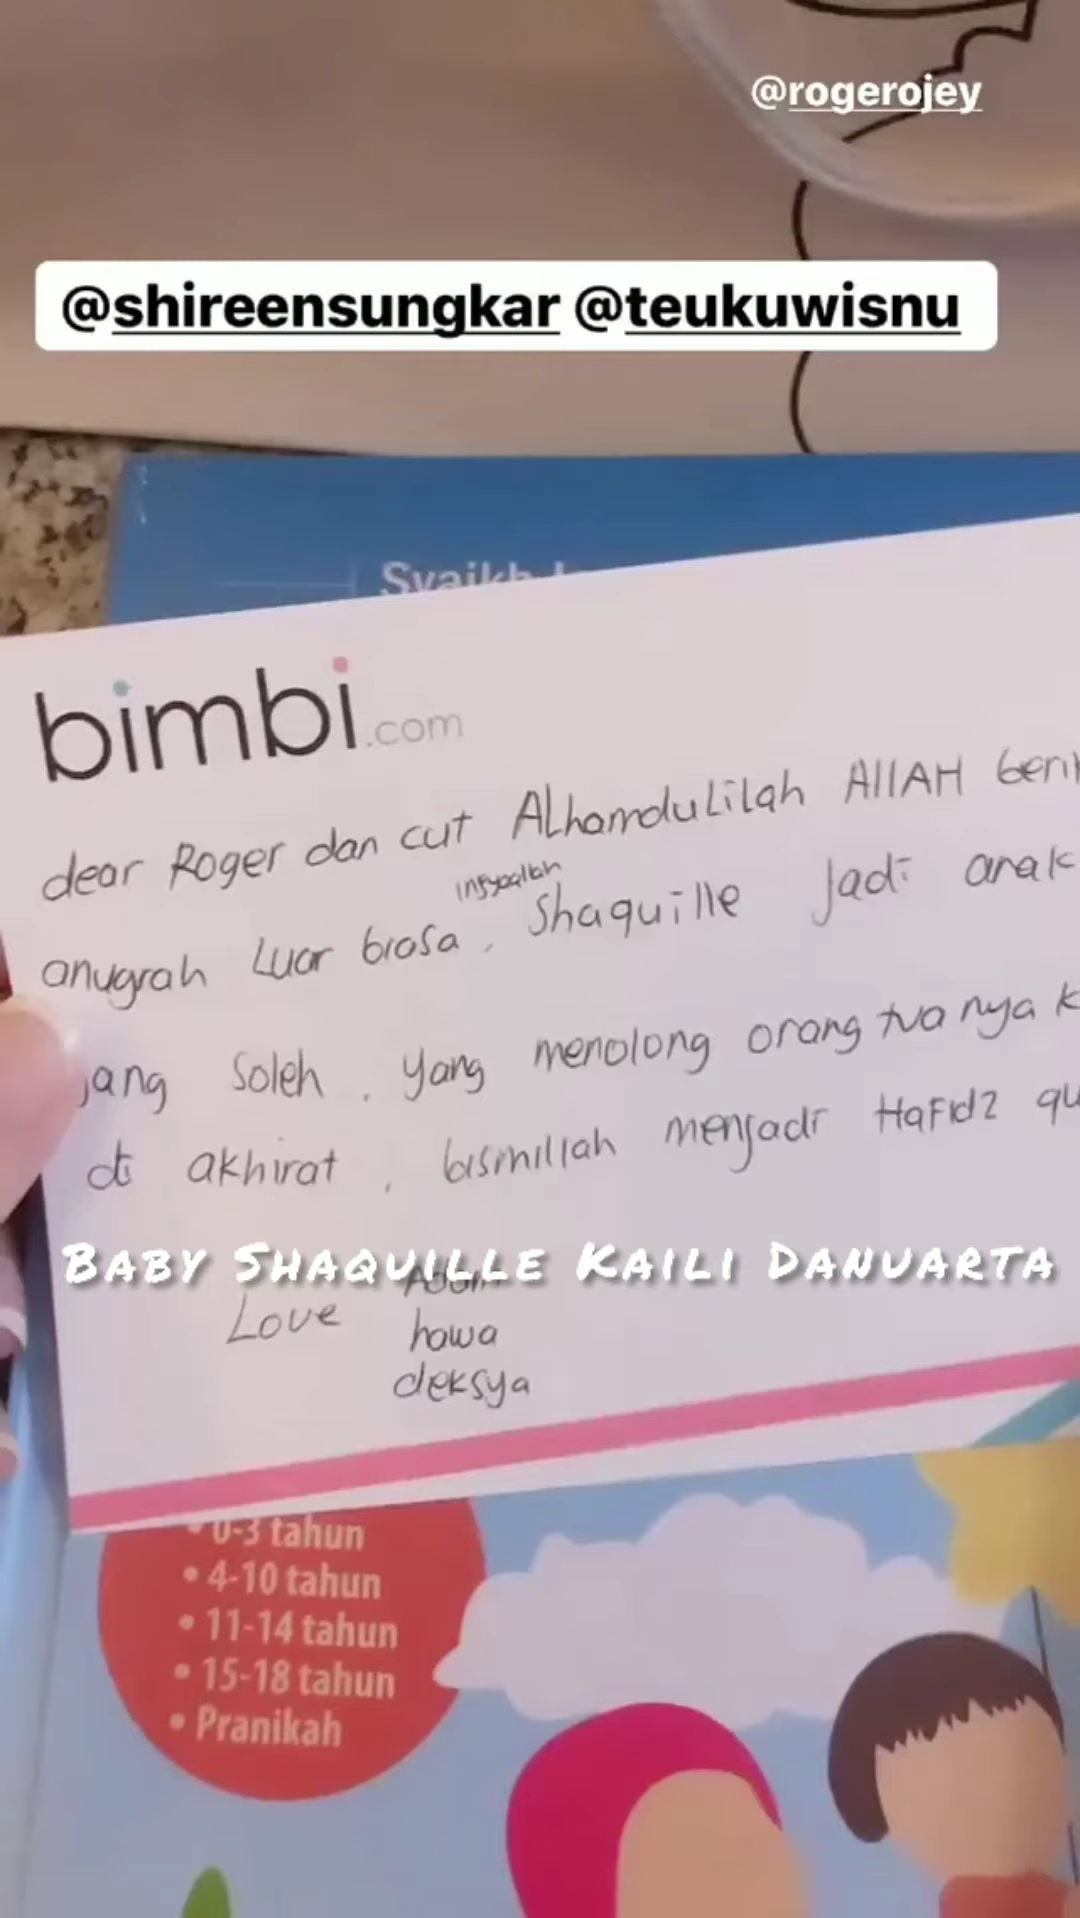 @rogerojey
@shireensungkar @teukuwisnu
Syaikh
bimbi.com
dear Roger dan cut Alhamdulilah AllAH beri
insyaallah
anugrah Luar biasa, Shaquille Jadi anak
yang Soleh, yang menolong orang tua nya k
di akhirat, bismillah menjadi HaFidz qu
BABY SHAQUILLE KAILI DANUARTA
Love
hawa
deksya
• 0-3 tahun
• 4-10 tahun
• 11-14 tahun
• 15-18 tahun
• Pranikah